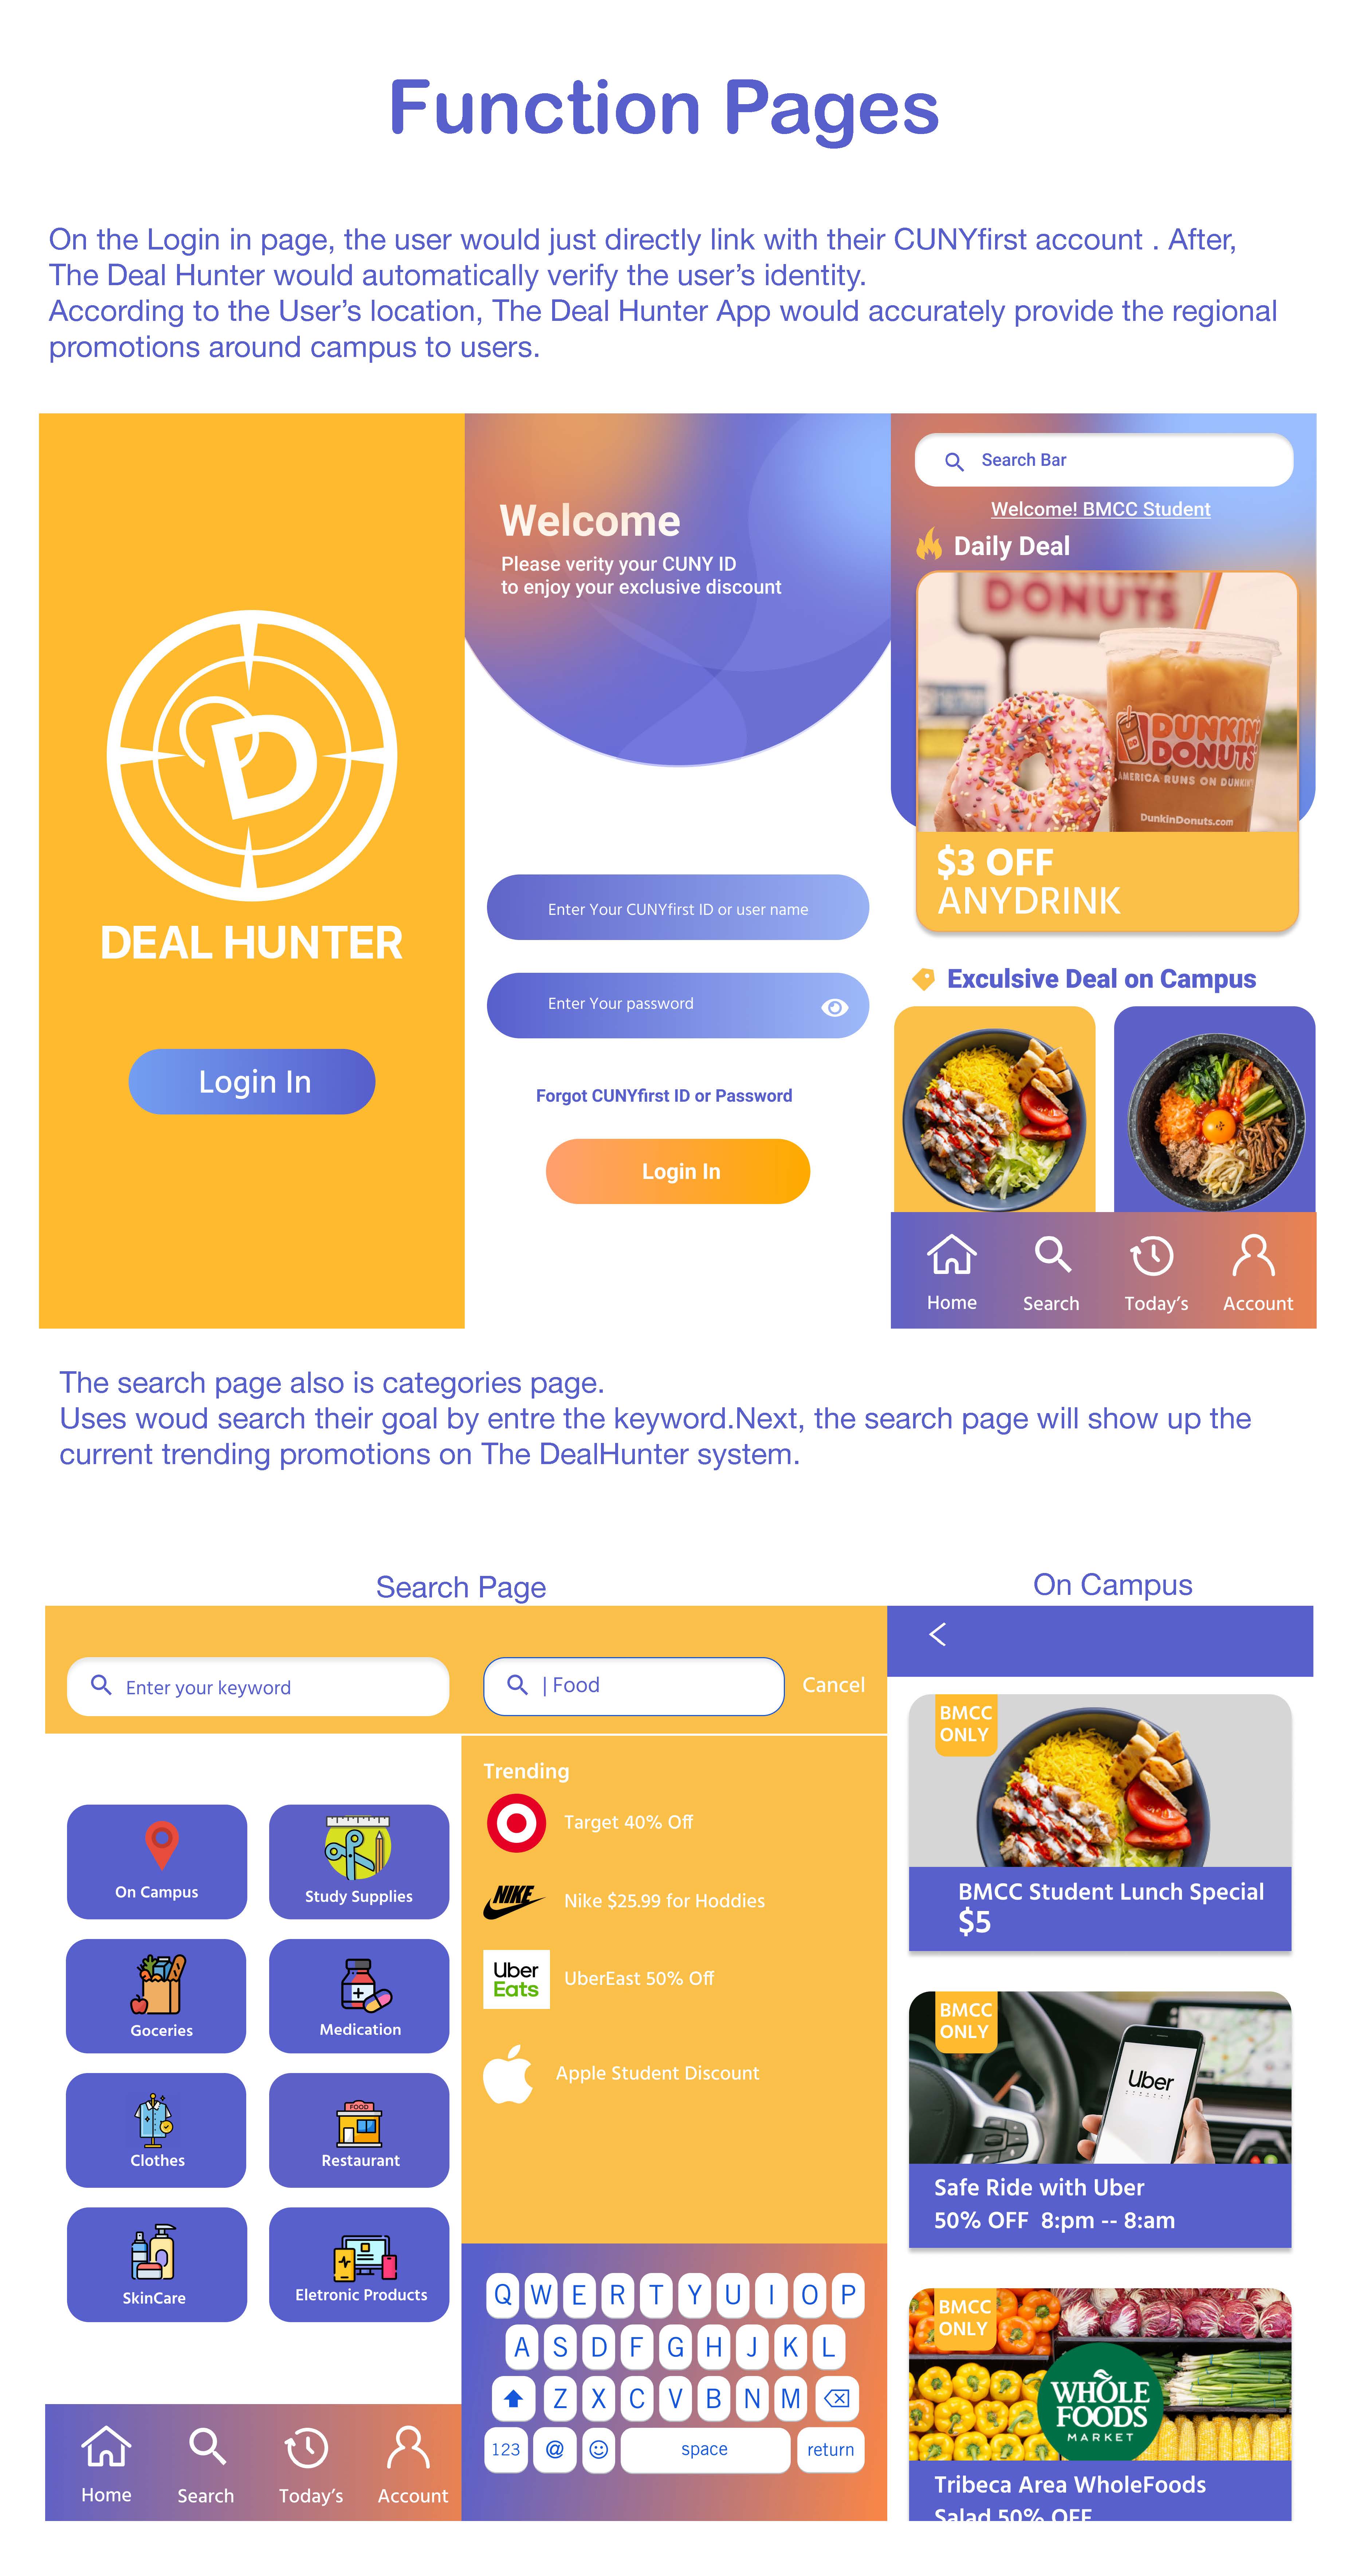 Function Pages
On the Login in page, the user would just directly link with their CUNYfirst account . After,
The Deal Hunter would automatically verify the user's identity.
According to the User's location, The Deal Hunter App would accurately provide the regional
promotions around campus to users.
D
DEAL HUNTER
Login In
Welcome
Please verity your CUNY ID
to enjoy your exclusive discount
Enter Your CUNYfirst ID or user name
Enter Your password
Forgot CUNYfirst ID or Password
Login In
Search Bar
Welcome! BMCC Student
Daily Deal
DONUTS
DUNKIN'
DONUTS
AMERICA RUNS ON DUNKIN'
DunkinDonuts.com
$3 OFF
ANYDRINK
Exculsive Deal on Campus
Home
Search
Today's
Account
The search page also is categories page.
Uses woud search their goal by entre the keyword.Next, the search page will show up the
current trending promotions on The DealHunter system.
Search Page
Enter your keyword
On Campus
Study Supplies
Goceries
Medication
Clothes
FOOD
Restaurant
SkinCare
Eletronic Products
Home
Search
Today's
Account
| Food
Cancel
Trending
Target 40% Off
NIKE
Nike $25.99 for Hoddies
Uber
Eats
UberEast 50% Off
Apple Student Discount
Q W E R T Y U I O P
A S D F G H J K L
Z X C V B N M
123 @ space return
On Campus
<
BMCC
ONLY
BMCC Student Lunch Special
$5
BMCC
ONLY
Uber
Safe Ride with Uber
50% OFF 8:pm -- 8:am
BMCC
ONLY
WHOLE
FOODS
MARKET
Tribeca Area WholeFoods
Salad 50% OFF